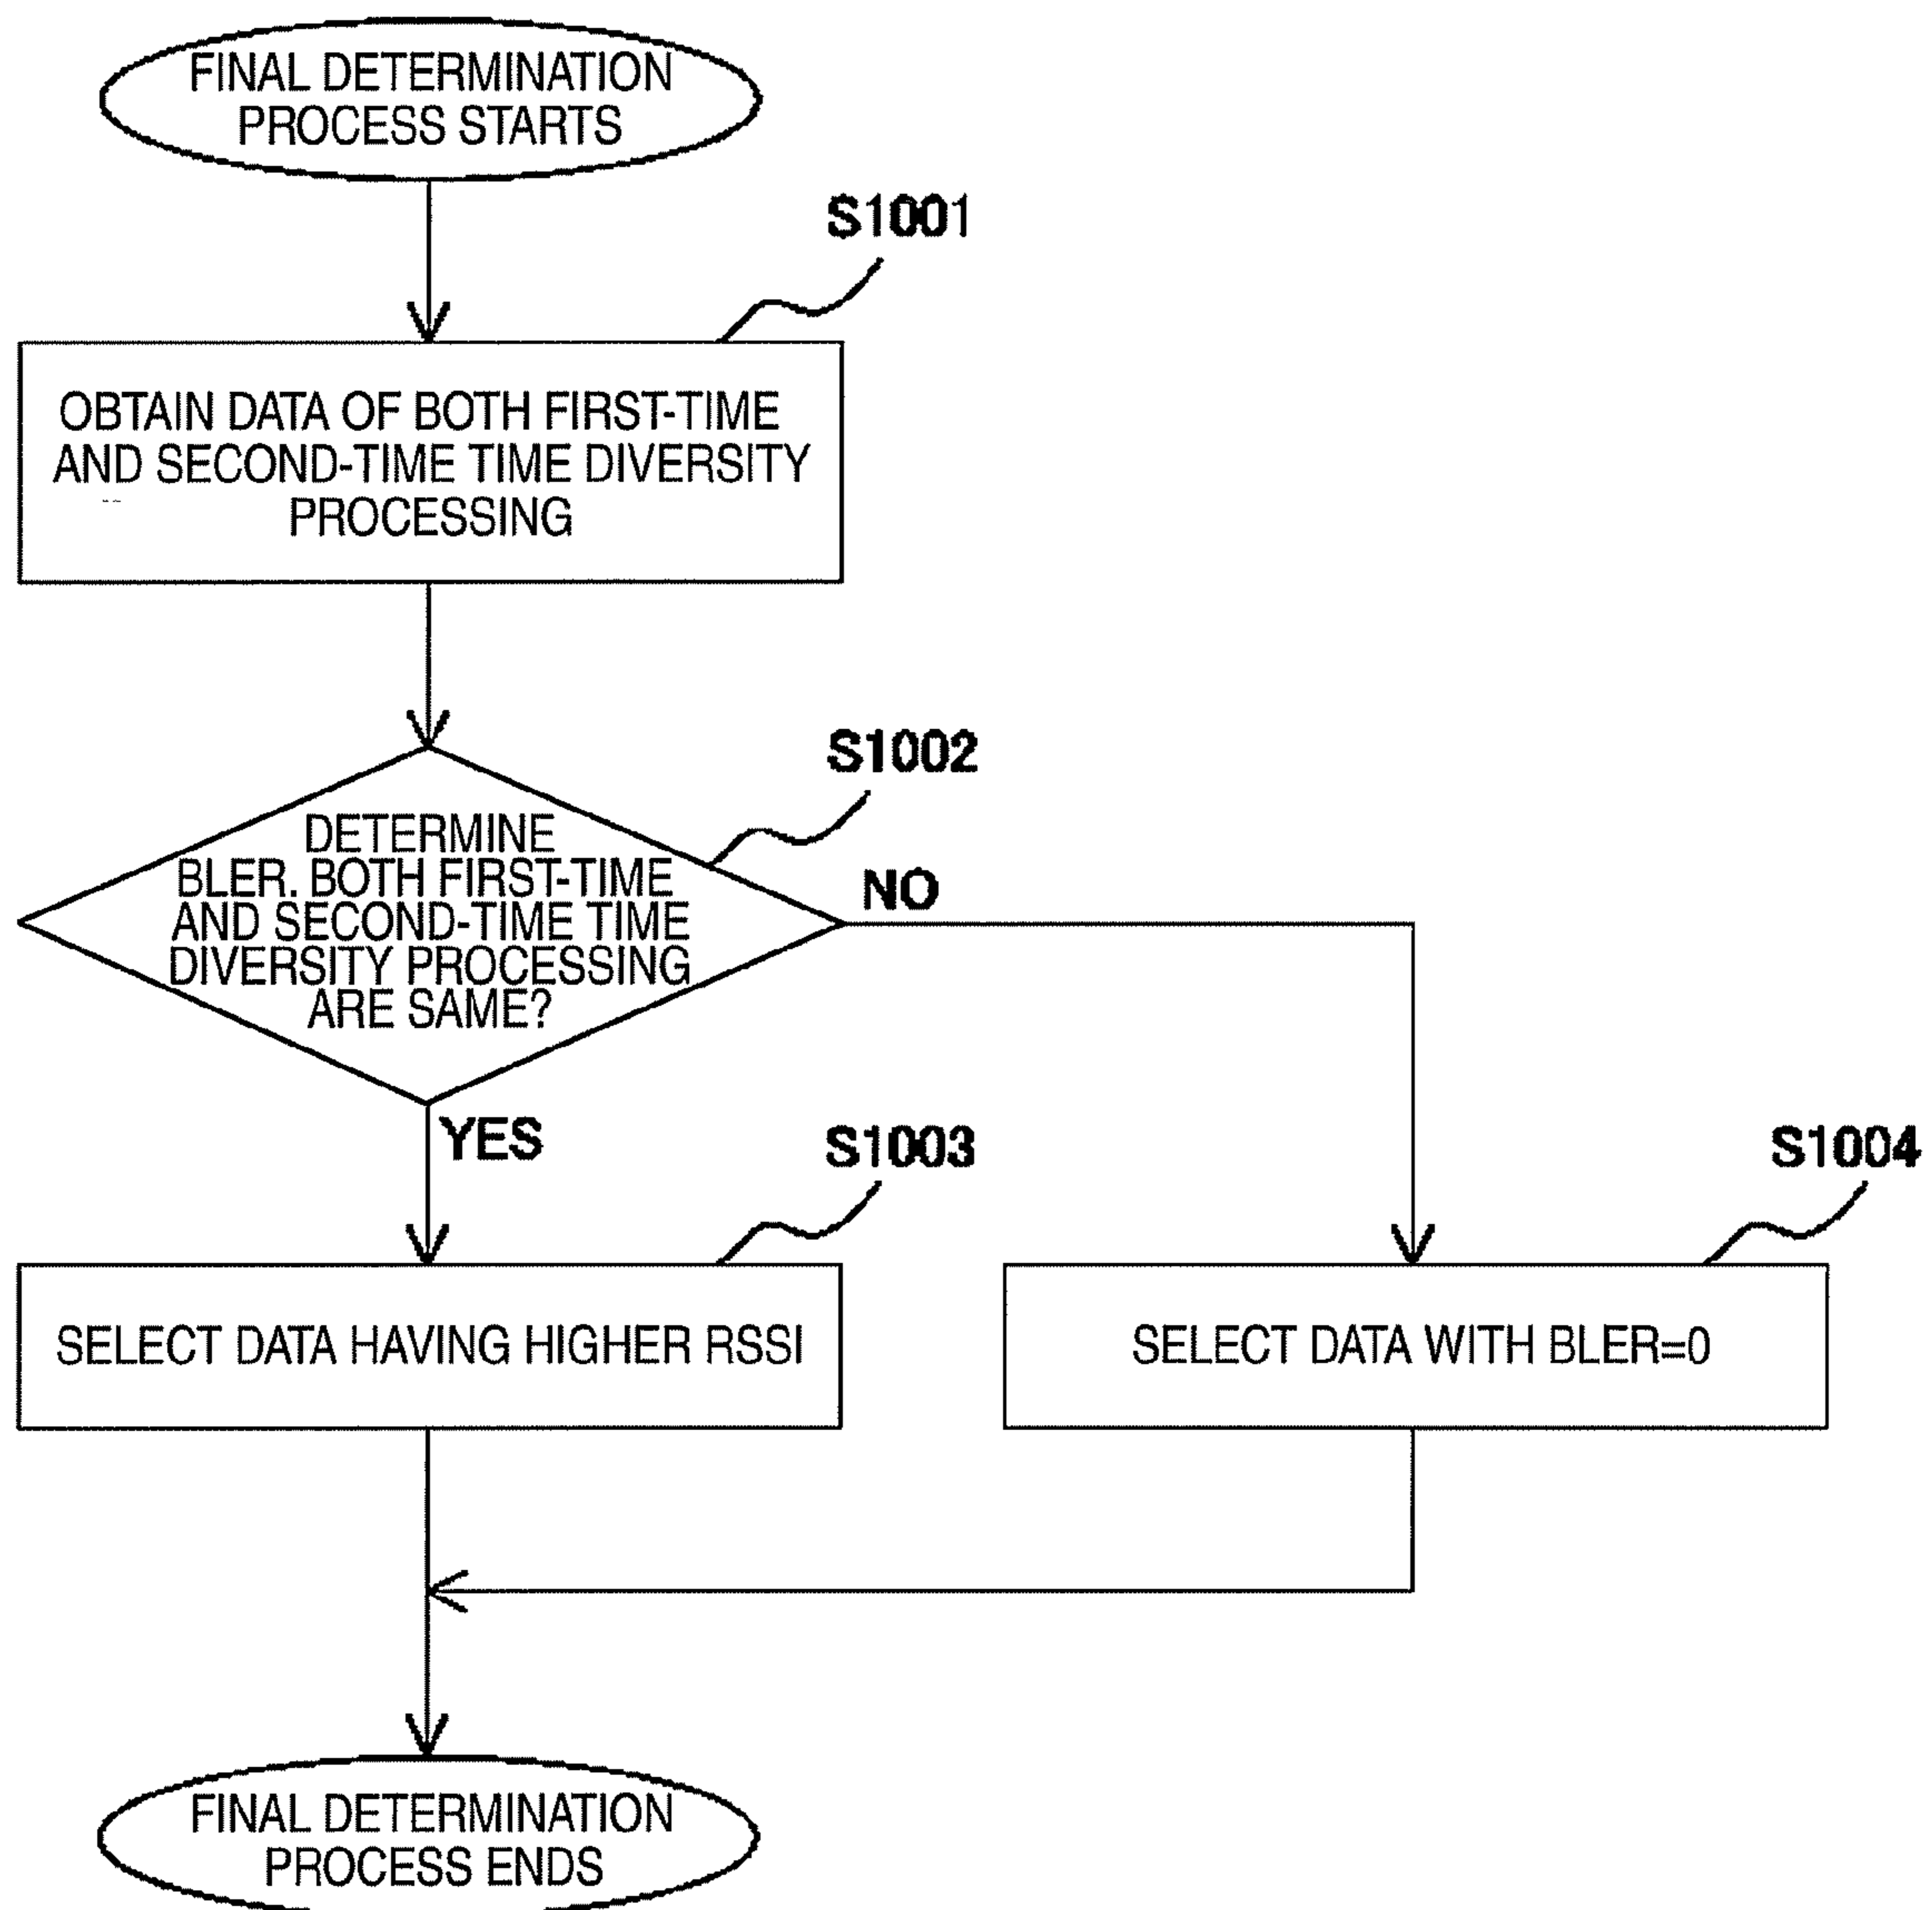 FINAL DETERMINATION
PROCESS STARTS
S1001
OBTAIN DATA OF BOTH FIRST-TIME
AND SECOND-TIME TIME DIVERSITY
PROCESSING
S1002
DETERMINE
BLER. BOTH FIRST-TIME
AND SECOND-TIME TIME
DIVERSITY PROCESSING
ARE SAME?
NO
YES
S1003
SELECT DATA HAVING HIGHER RSSI
S1004
SELECT DATA WITH BLER=0
FINAL DETERMINATION
PROCESS ENDS